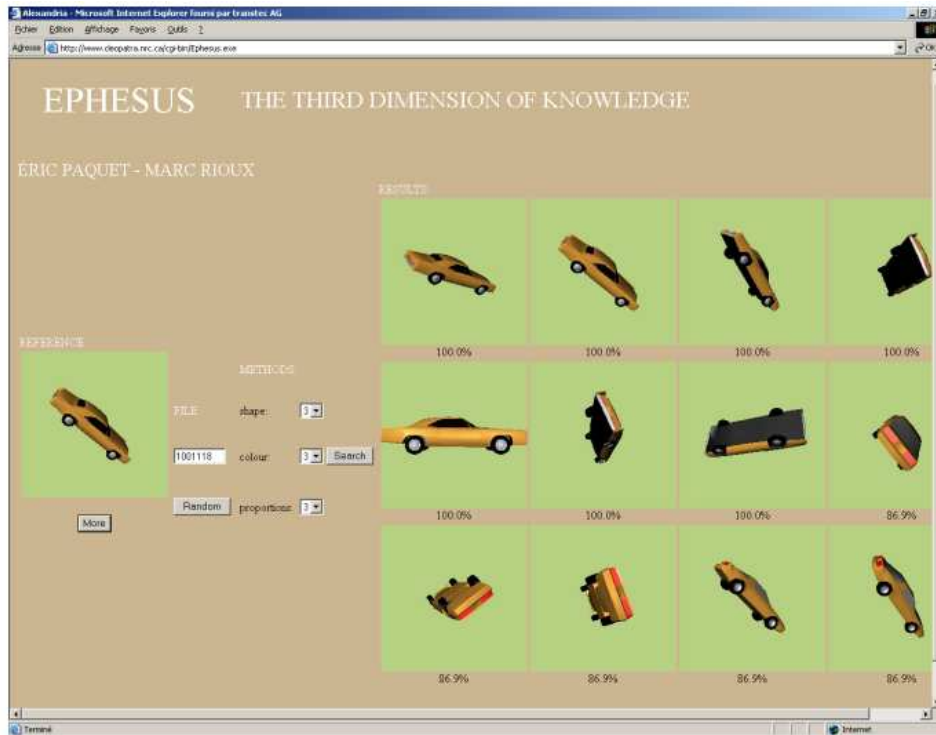 Alexandria - Microsoft Internet Explorer fourni par transtec AG
Fichier Edition Affichage Favoris Outils ?
Adresse http://www.cleopatra.nrc.ca/cgi-bin/Ephesus.exe OK
EPHESUS THE THIRD DIMENSION OF KNOWLEDGE
ÉRIC PAQUET - MARC RIOUX
RESULTS
REFERENCE
100.0% 100.0% 100.0% 100.0%
METHODS
FILE shape: 3
1001118 colour: 3 Search
Random proportions: 3
More
100.0% 100.0% 100.0% 86.9%
86.9% 86.9% 86.9% 86.9%
Terminé Internet